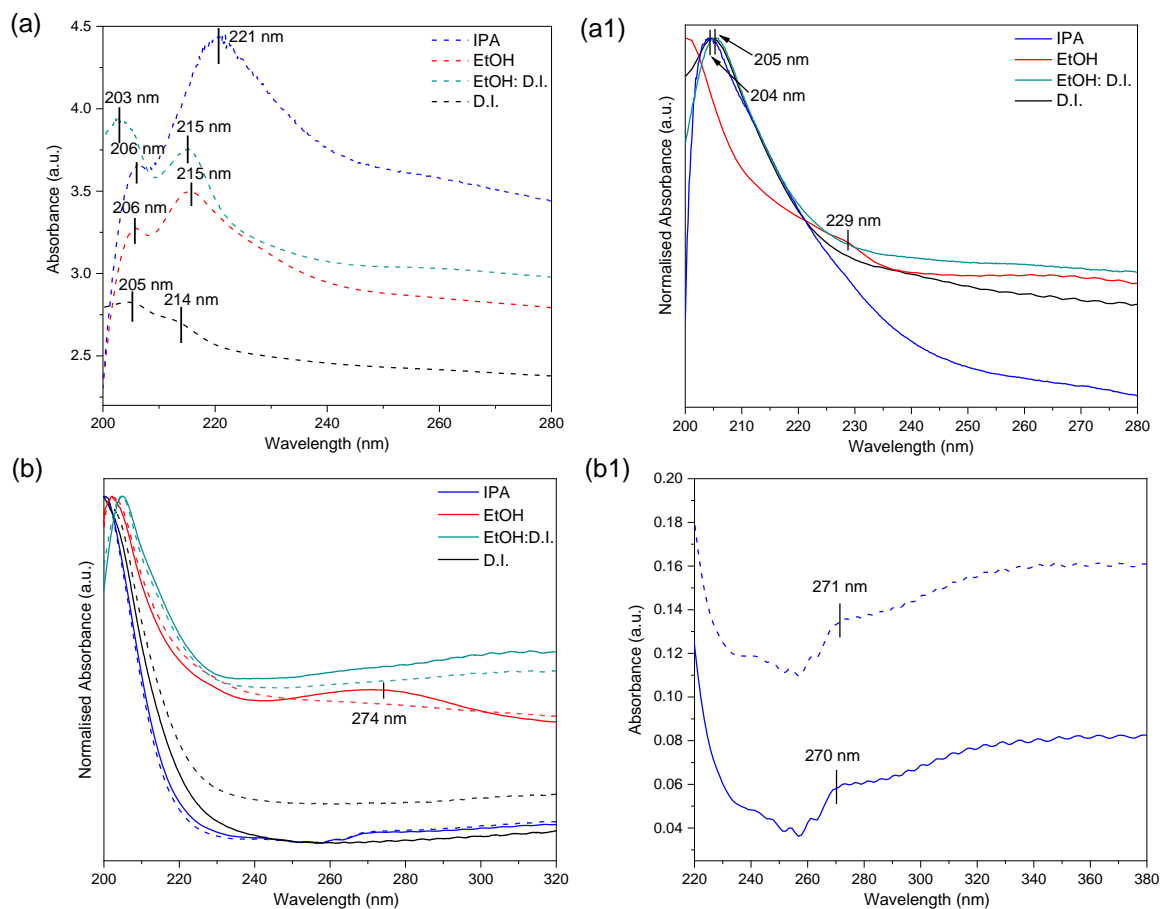 (a)
4.5
4.0
3.5
3.0
2.5
Absorbance (a.u.)
200
220
240
260
280
Wavelength (nm)
221 nm
203 nm
215 nm
206 nm
215 nm
206 nm
205 nm
214 nm
IPA
EtOH
EtOH: D.I.
D.I.
(a1)
Normalised Absorbance (a.u.)
200
210
220
230
240
250
260
270
280
Wavelength (nm)
205 nm
204 nm
229 nm
IPA
EtOH
EtOH: D.I.
D.I.
(b)
Normalised Absorbance (a.u.)
200
220
240
260
280
300
320
Wavelength (nm)
274 nm
IPA
EtOH
EtOH:D.I.
D.I.
(b1)
0.20
0.18
0.16
0.14
0.12
0.10
0.08
0.06
0.04
Absorbance (a.u.)
220
240
260
280
300
320
340
360
380
Wavelength (nm)
271 nm
270 nm